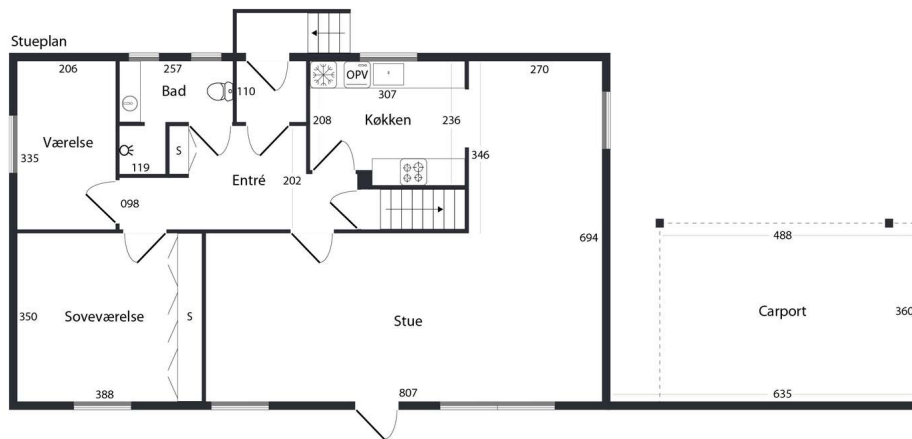 Stueplan
206
257
270
Bad
110
OPV
307
Køkken
208
236
Værelse
335
119
S
346
Entré
202
098
694
488
350
Soveværelse
S
Stue
Carport
360
388
807
635